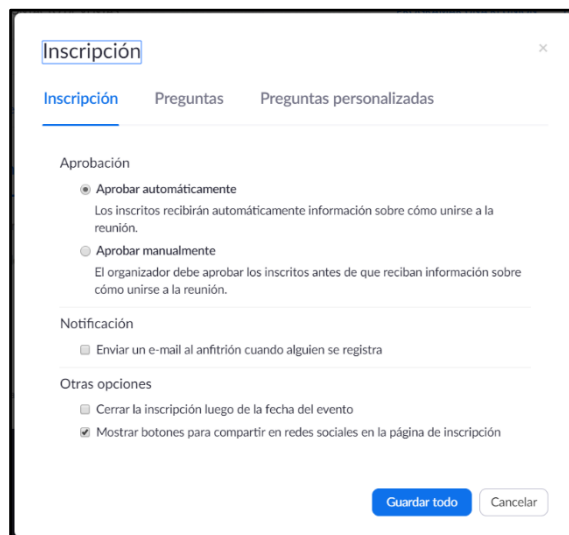 Inscripción
Inscripción Preguntas Preguntas personalizadas
Aprobación
Aprobar automáticamente
Los inscritos recibirán automáticamente información sobre cómo unirse a la
reunión.
Aprobar manualmente
El organizador debe aprobar los inscritos antes de que reciban información sobre
cómo unirse a la reunión.
Notificación
Enviar un e-mail al anfitrión cuando alguien se registra
Otras opciones
Cerrar la inscripción luego de la fecha del evento
Mostrar botones para compartir en redes sociales en la página de inscripción
Guardar todo Cancelar